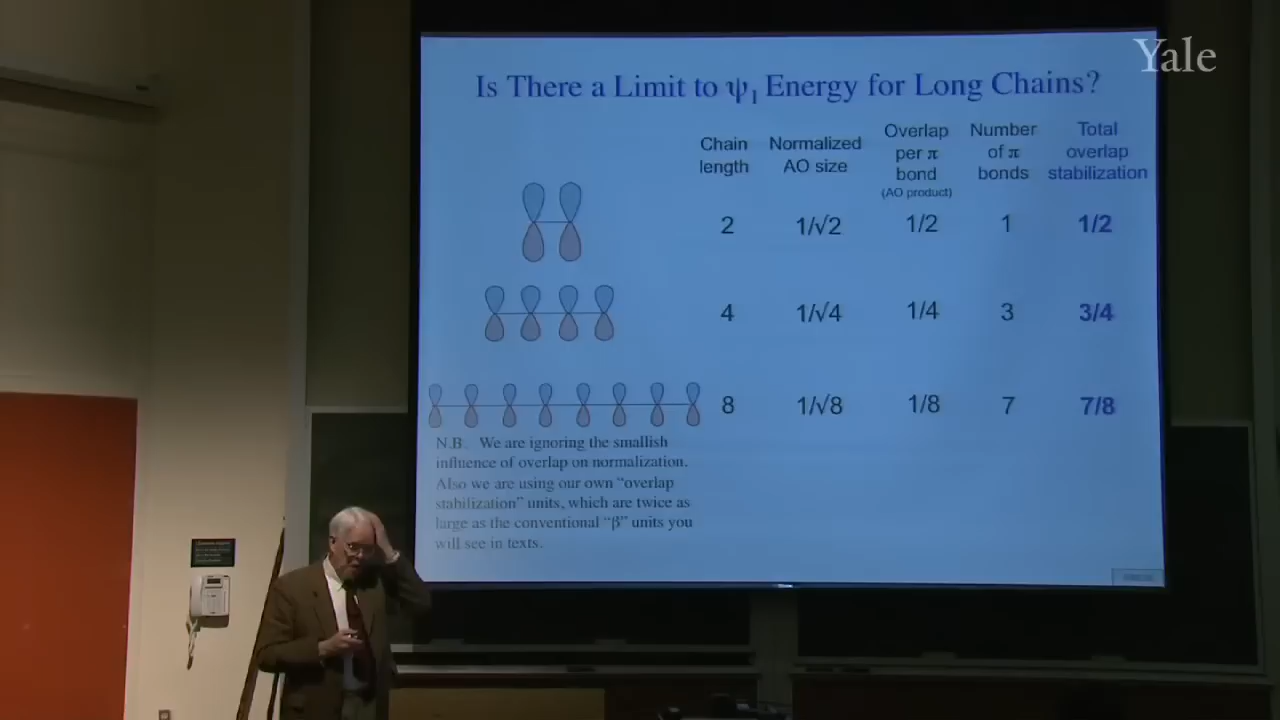 Yale
Is There a Limit to ψ1 Energy for Long Chains?
Chain length
Normalized AO size
Overlap per π bond (AO product)
Number of π bonds
Total overlap stabilization
2 1/√2 1/2 1 1/2
4 1/√4 1/4 3 3/4
8 1/√8 1/8 7 7/8
N.B. We are ignoring the smallish
influence of overlap on normalization.
Also we are using our own “overlap
stabilization” units, which are twice as
large as the conventional “β” units you
will see in texts.